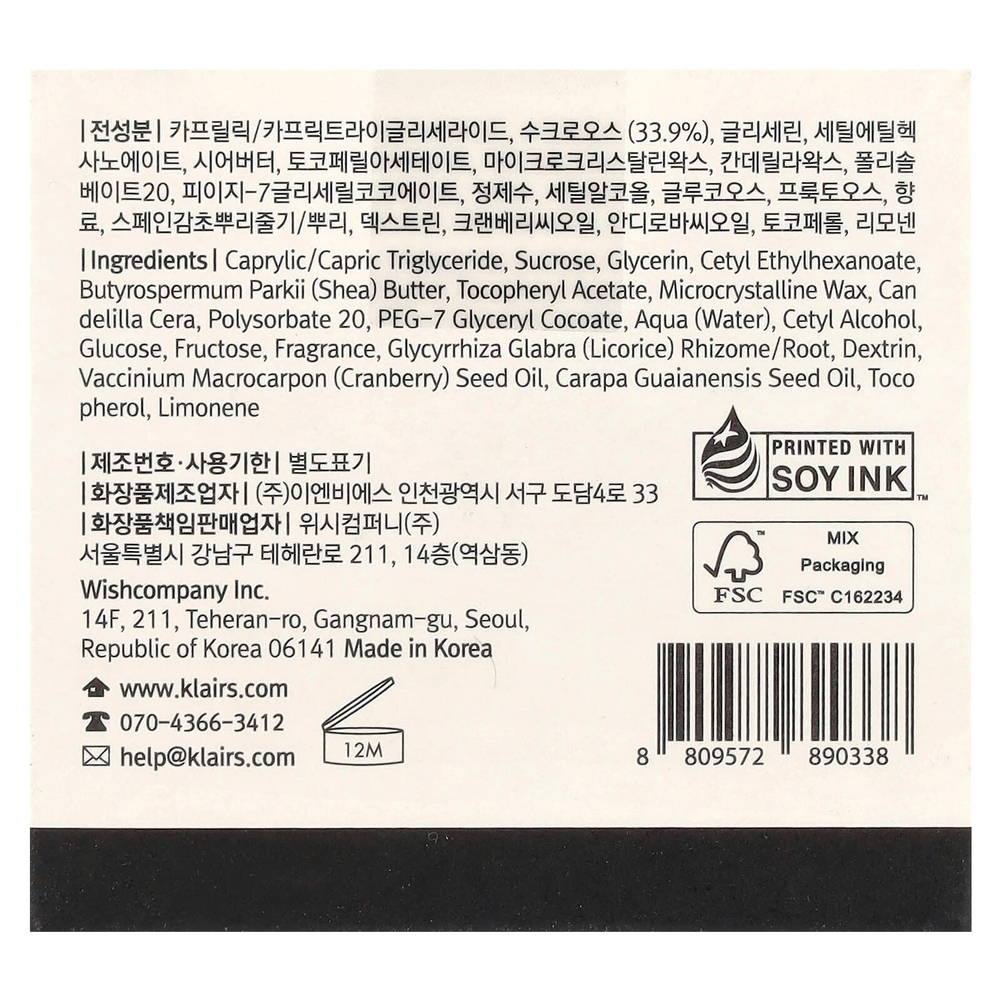 |전성분| 카프릴릭/카프릭트라이글리세라이드, 수크로오스 (33.9%), 글리세린, 세틸에틸헥
사노에이트, 시어버터, 토코페릴아세테이트, 마이크로크리스탈린왁스, 칸데릴라왁스, 폴리솔
베이트20, 피이지-7글리세릴코코에이트, 정제수, 세틸알코올, 글루코오스, 프룩토오스, 향
료, 스페인감초뿌리줄기/뿌리, 덱스트린, 크랜베리씨오일, 안디로바씨오일, 토코페롤, 리모넨
|Ingredients| Caprylic/Capric Triglyceride, Sucrose, Glycerin, Cetyl Ethylhexanoate,
Butyrospermum Parkii (Shea) Butter, Tocopheryl Acetate, Microcrystalline Wax, Can
delilla Cera, Polysorbate 20, PEG-7 Glyceryl Cocoate, Aqua (Water), Cetyl Alcohol,
Glucose, Fructose, Fragrance, Glycyrrhiza Glabra (Licorice) Rhizome/Root, Dextrin,
Vaccinium Macrocarpon (Cranberry) Seed Oil, Carapa Guaianensis Seed Oil, Toco
pherol, Limonene
|제조번호·사용기한| 별도표기
|화장품제조업자| (주)이엔비에스 인천광역시 서구 도담4로 33
|화장품책임판매업자| 위시컴퍼니(주)
서울특별시 강남구 테헤란로 211, 14층(역삼동)
Wishcompany Inc.
14F, 211, Teheran-ro, Gangnam-gu, Seoul,
Republic of Korea 06141 Made in Korea
www.klairs.com
070-4366-3412
help@klairs.com
12M
PRINTED WITH
SOY INK™
FSC™
MIX
Packaging
FSC™ C162234
8 809572 890338